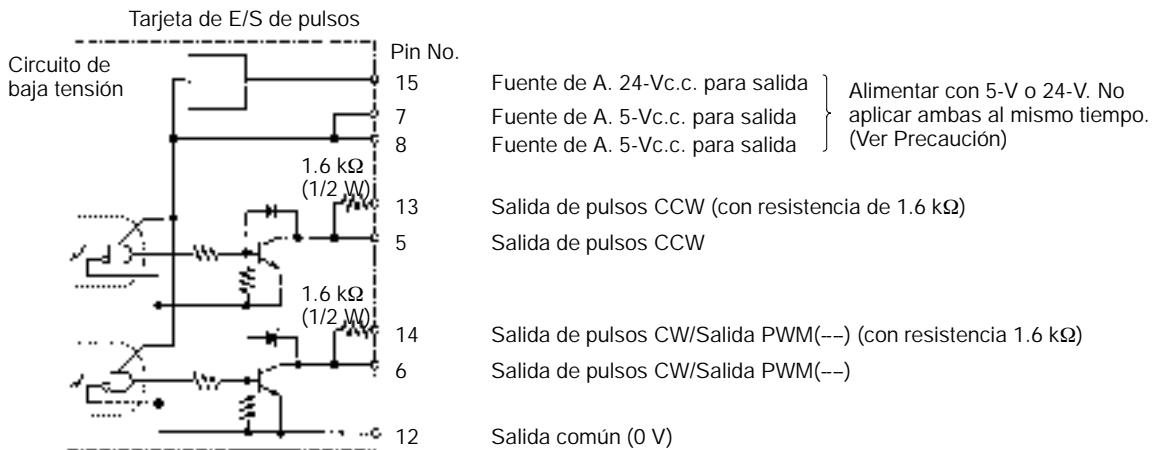 Tarjeta de E/S de pulsos
Pin No.
Circuito de
baja tensión
15 Fuente de A. 24-Vc.c. para salida
7 Fuente de A. 5-Vc.c. para salida
8 Fuente de A. 5-Vc.c. para salida
Alimentar con 5-V o 24-V. No
aplicar ambas al mismo tiempo.
(Ver Precaución)
1.6 kΩ
(1/2 W)
13 Salida de pulsos CCW (con resistencia de 1.6 kΩ)
5 Salida de pulsos CCW
1.6 kΩ
(1/2 W)
14 Salida de pulsos CW/Salida PWM(---) (con resistencia 1.6 kΩ)
6 Salida de pulsos CW/Salida PWM(---)
12 Salida común (0 V)